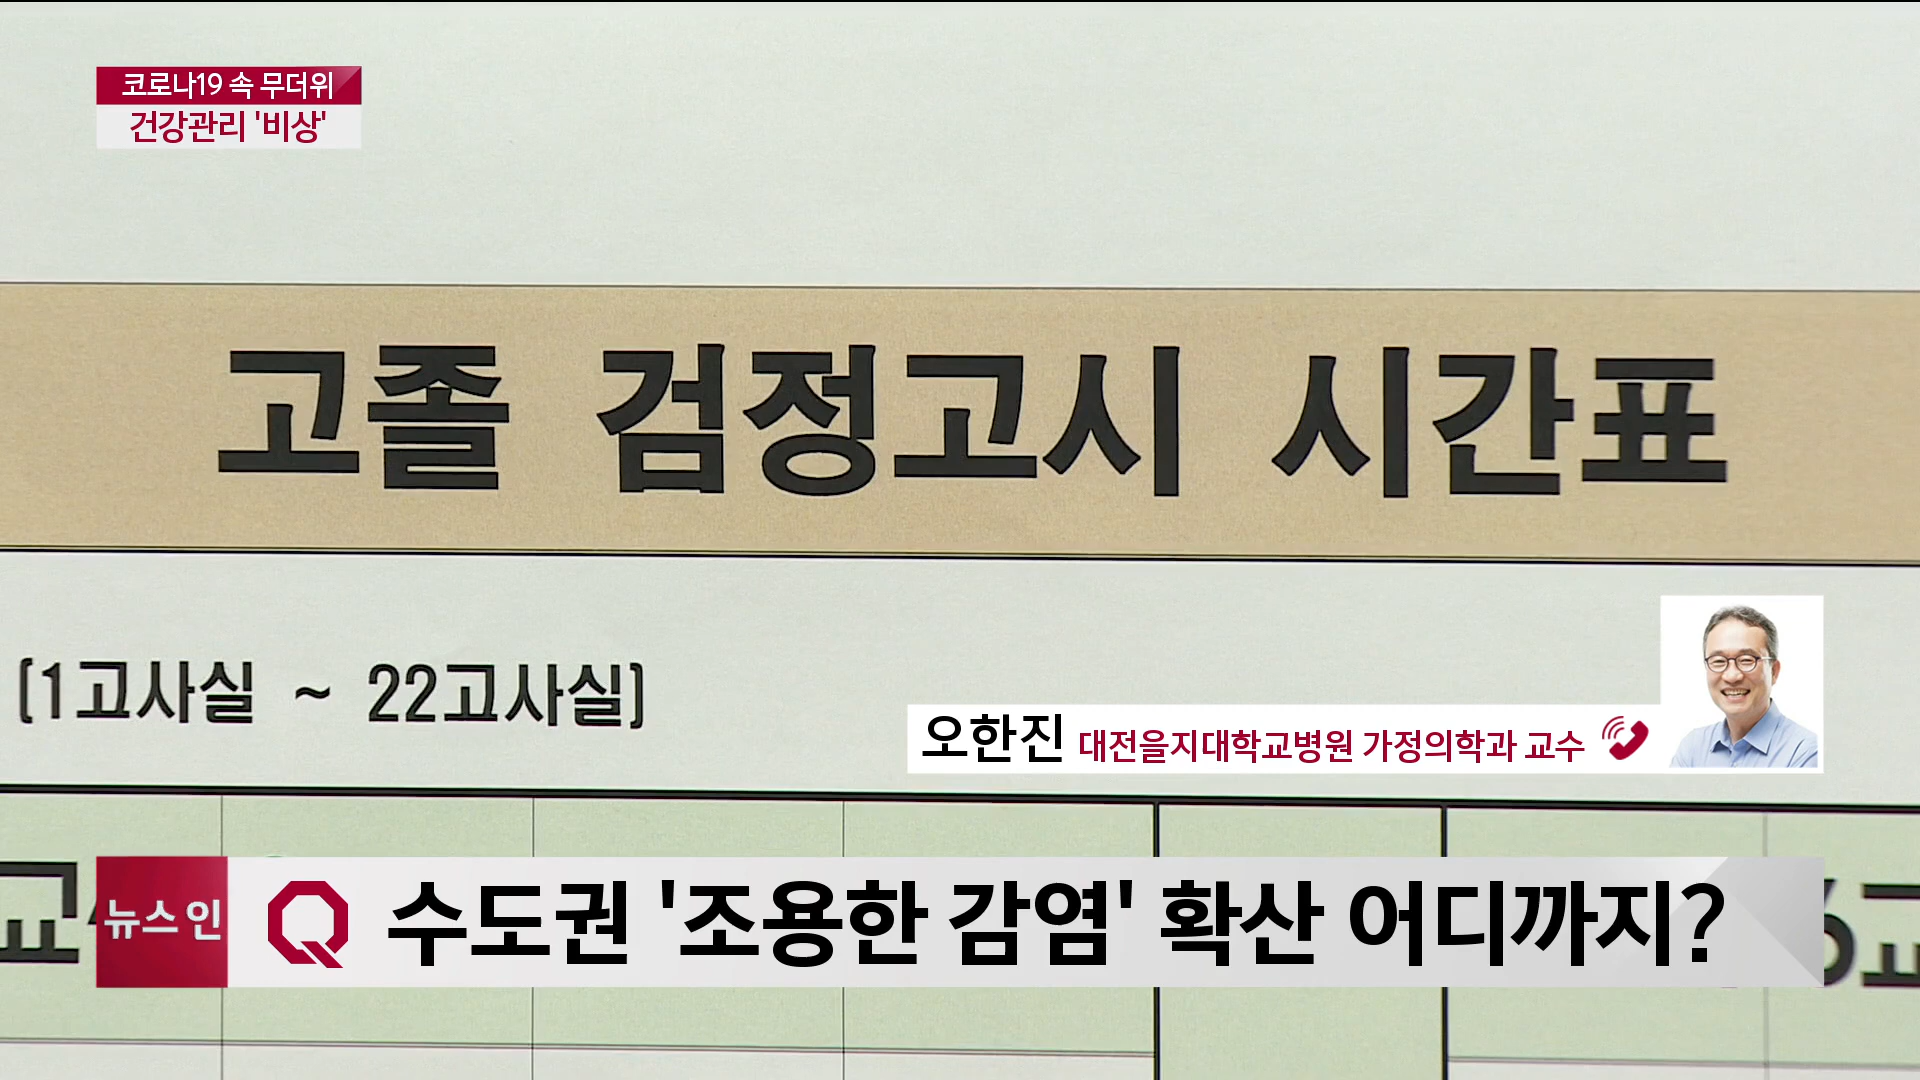 코로나19 속 무더위
건강관리 '비상'
고졸 검정고시 시간표
[1고사실 ~ 22고사실]
오한진 대전을지대학교병원 가정의학과 교수
뉴스인 Q 수도권 '조용한 감염' 확산 어디까지?